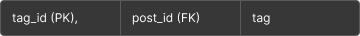 tag_id (PK), post_id (FK) tag